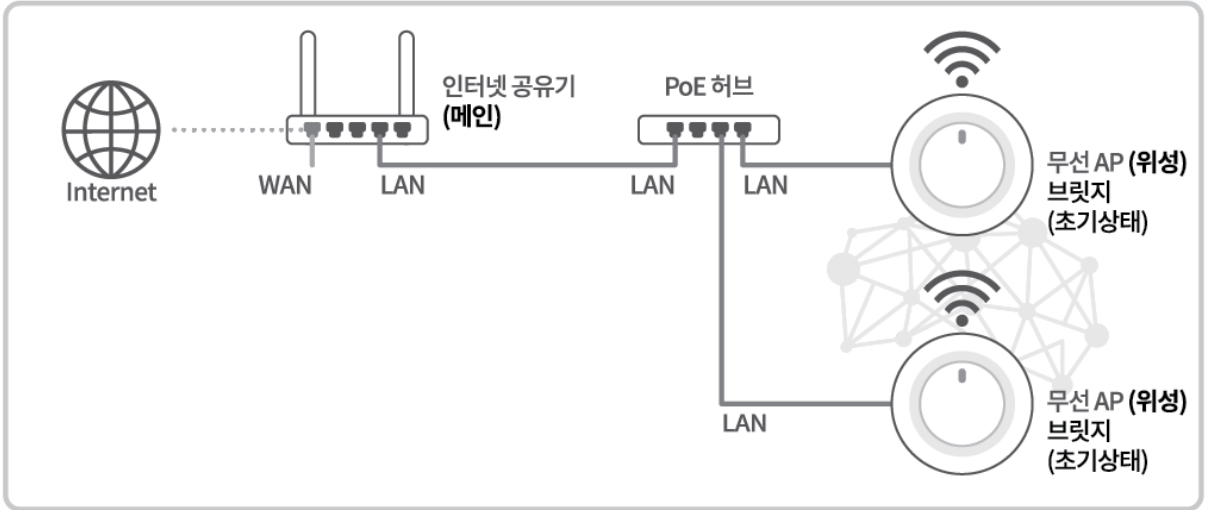 Internet
인터넷 공유기
(메인)
WAN
LAN
PoE 허브
LAN
LAN
무선 AP (위성)
브릿지
(초기상태)
LAN
무선 AP (위성)
브릿지
(초기상태)